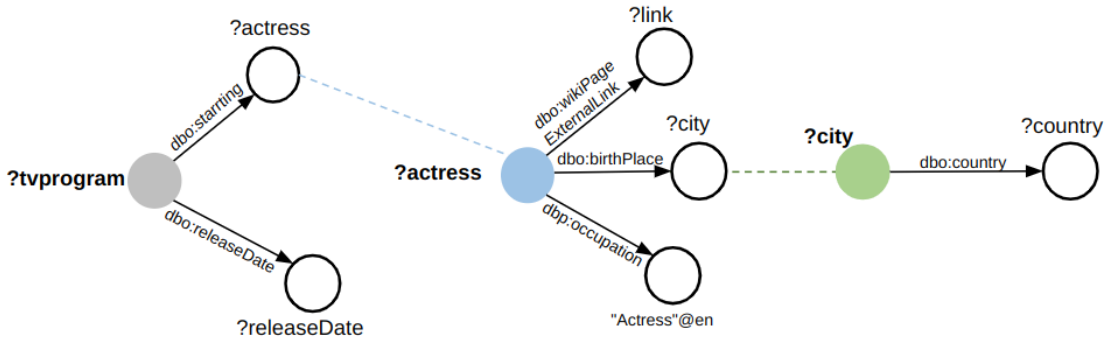 ?link
?actress
dbo:starrting
dbo:wikiPage
ExternalLink
?city
?city
?country
?tvprogram
?actress
dbo:birthPlace
dbo:country
dbo:releaseDate
dbp:occupation
?releaseDate
"Actress"@en